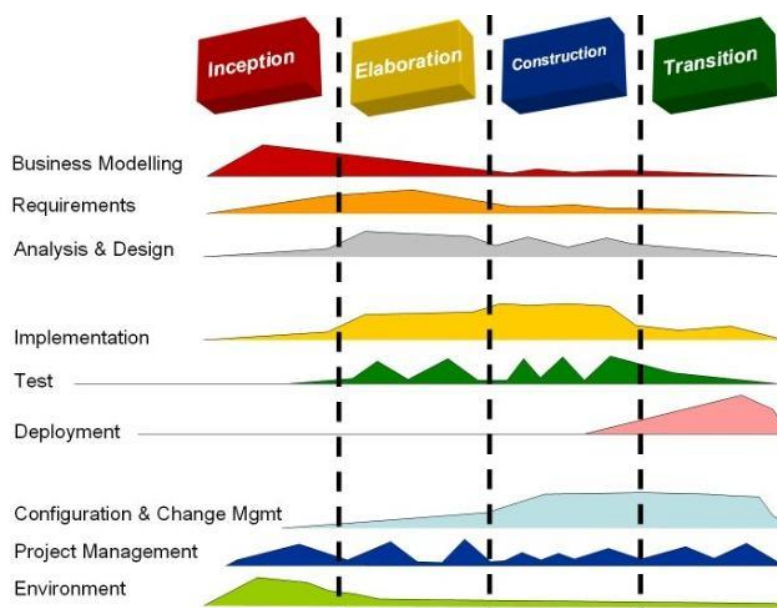 Inception
Elaboration
Construction
Transition
Business Modelling
Requirements
Analysis & Design
Implementation
Test
Deployment
Configuration & Change Mgmt
Project Management
Environment